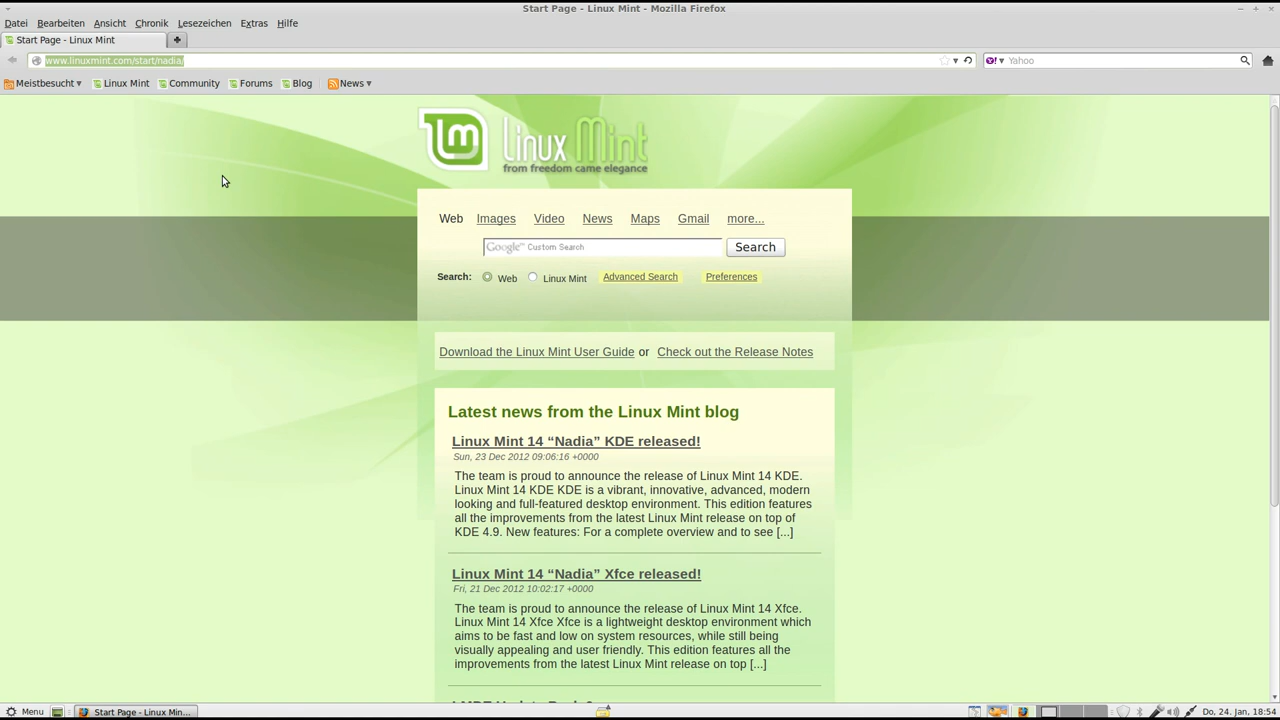 Start Page - Linux Mint - Mozilla Firefox
Datei Bearbeiten Ansicht Chronik Lesezeichen Extras Hilfe
Start Page - Linux Mint
www.linuxmint.com/start/nadia/
Yahoo
Meistbesucht Linux Mint Community Forums Blog News
Linux Mint
from freedom came elegance
Web Images Video News Maps Gmail more...
Google™ Custom Search Search
Search: Web Linux Mint Advanced Search Preferences
Download the Linux Mint User Guide or Check out the Release Notes
Latest news from the Linux Mint blog
Linux Mint 14 “Nadia” KDE released!
Sun, 23 Dec 2012 09:06:16 +0000
The team is proud to announce the release of Linux Mint 14 KDE.
Linux Mint 14 KDE KDE is a vibrant, innovative, advanced, modern
looking and full-featured desktop environment. This edition features
all the improvements from the latest Linux Mint release on top of
KDE 4.9. New features: For a complete overview and to see [...]
Linux Mint 14 “Nadia” Xfce released!
Fri, 21 Dec 2012 10:02:17 +0000
The team is proud to announce the release of Linux Mint 14 Xfce.
Linux Mint 14 Xfce Xfce is a lightweight desktop environment which
aims to be fast and low on system resources, while still being
visually appealing and user friendly. This edition features all the
improvements from the latest Linux Mint release on top [...]
Menu Start Page - Linux Min... Do, 24. Jan, 18:54